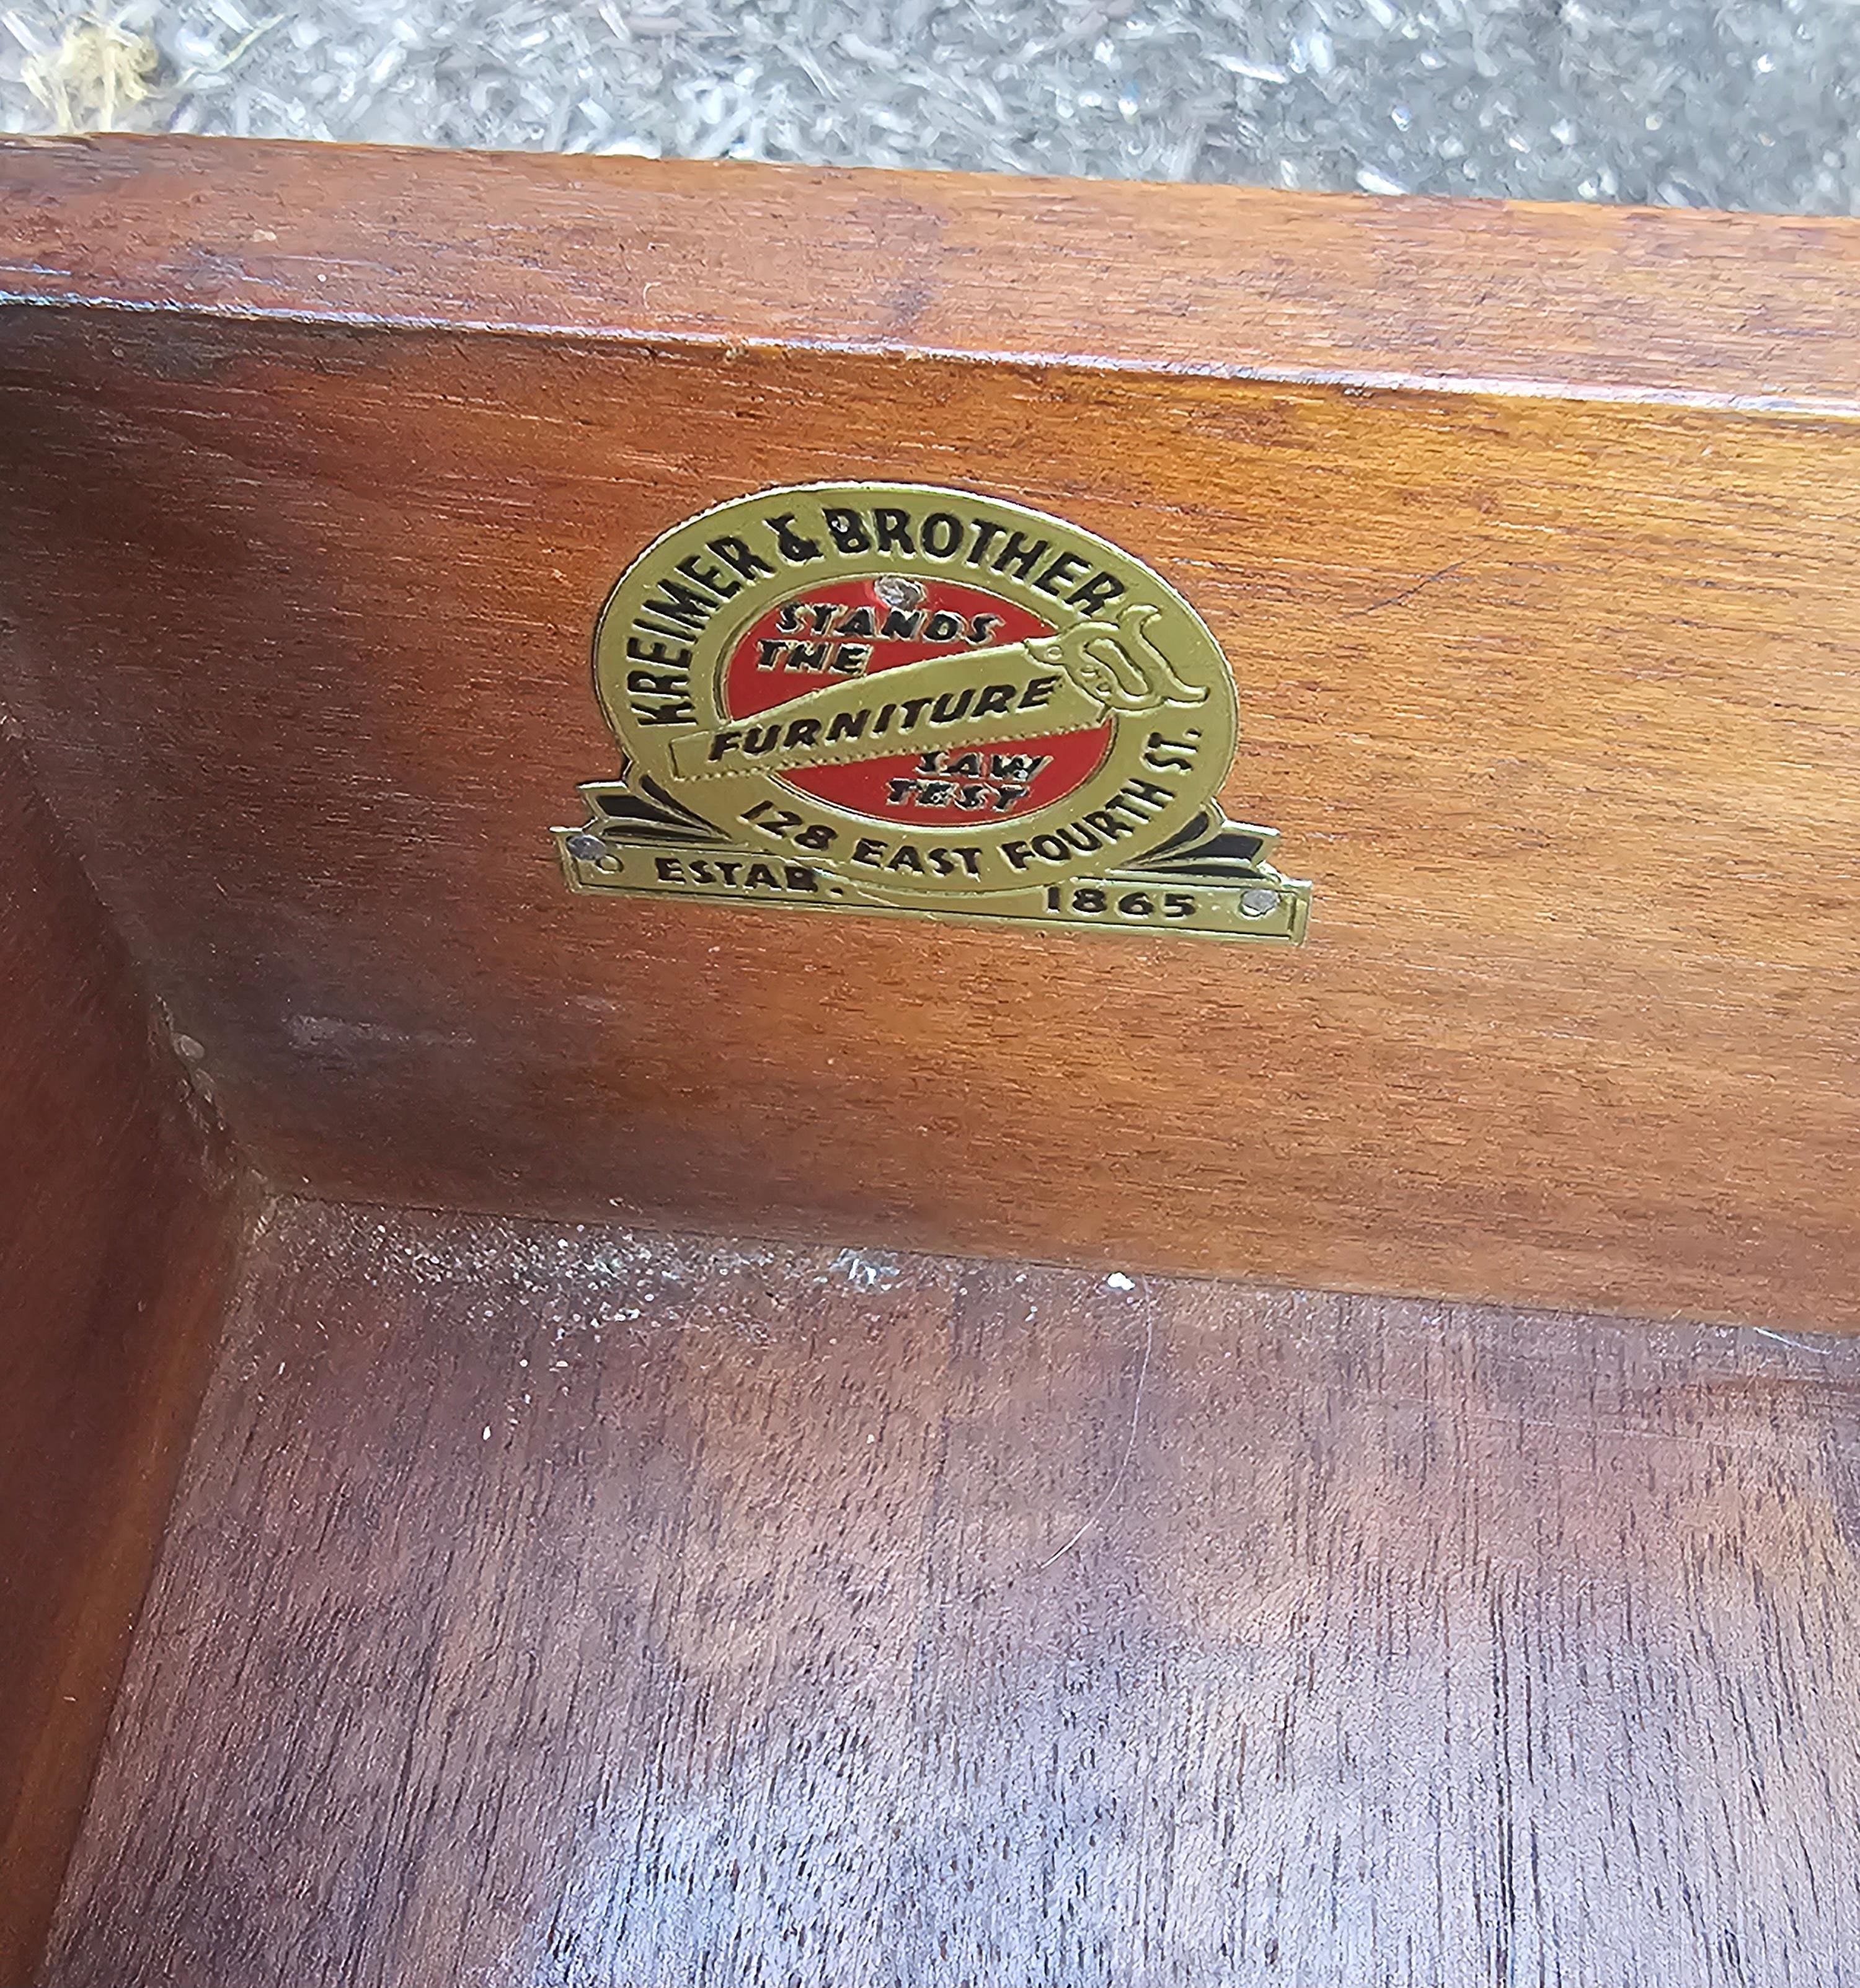 KREIMER & BROTHER
STANDS
THE
FURNITURE
SAW
TEST
128 EAST FOURTH ST.
ESTAB. 1865